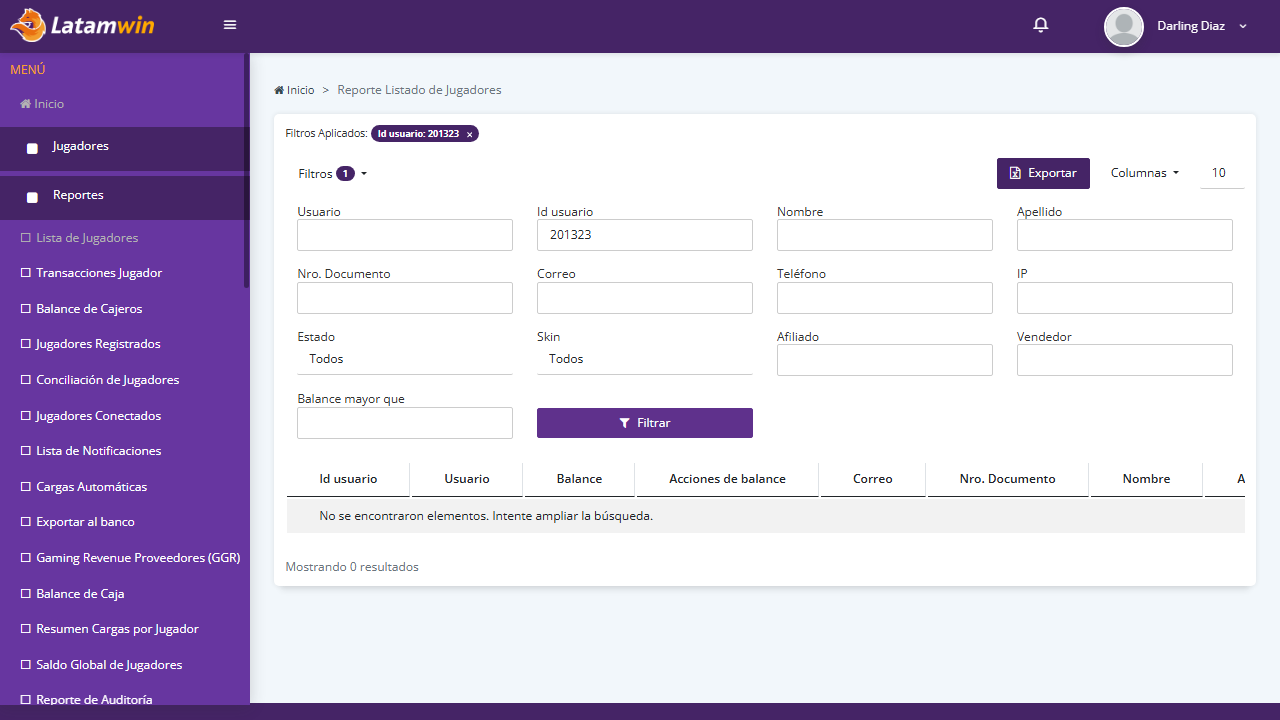 Latamwin
Darling Diaz
MENÚ
Inicio
Jugadores
Reportes
Lista de Jugadores
Transacciones Jugador
Balance de Cajeros
Jugadores Registrados
Conciliación de Jugadores
Jugadores Conectados
Lista de Notificaciones
Cargas Automáticas
Exportar al banco
Gaming Revenue Proveedores (GGR)
Balance de Caja
Resumen Cargas por Jugador
Saldo Global de Jugadores
Reporte de Auditoría
Inicio > Reporte Listado de Jugadores
Filtros Aplicados: Id usuario: 201323 ×
Filtros 1
Exportar Columnas 10
Usuario Id usuario Nombre Apellido
201323
Nro. Documento Correo Teléfono IP
Estado Skin Afiliado Vendedor
Todos Todos
Balance mayor que
Filtrar
Id usuario Usuario Balance Acciones de balance Correo Nro. Documento Nombre A
No se encontraron elementos. Intente ampliar la búsqueda.
Mostrando 0 resultados